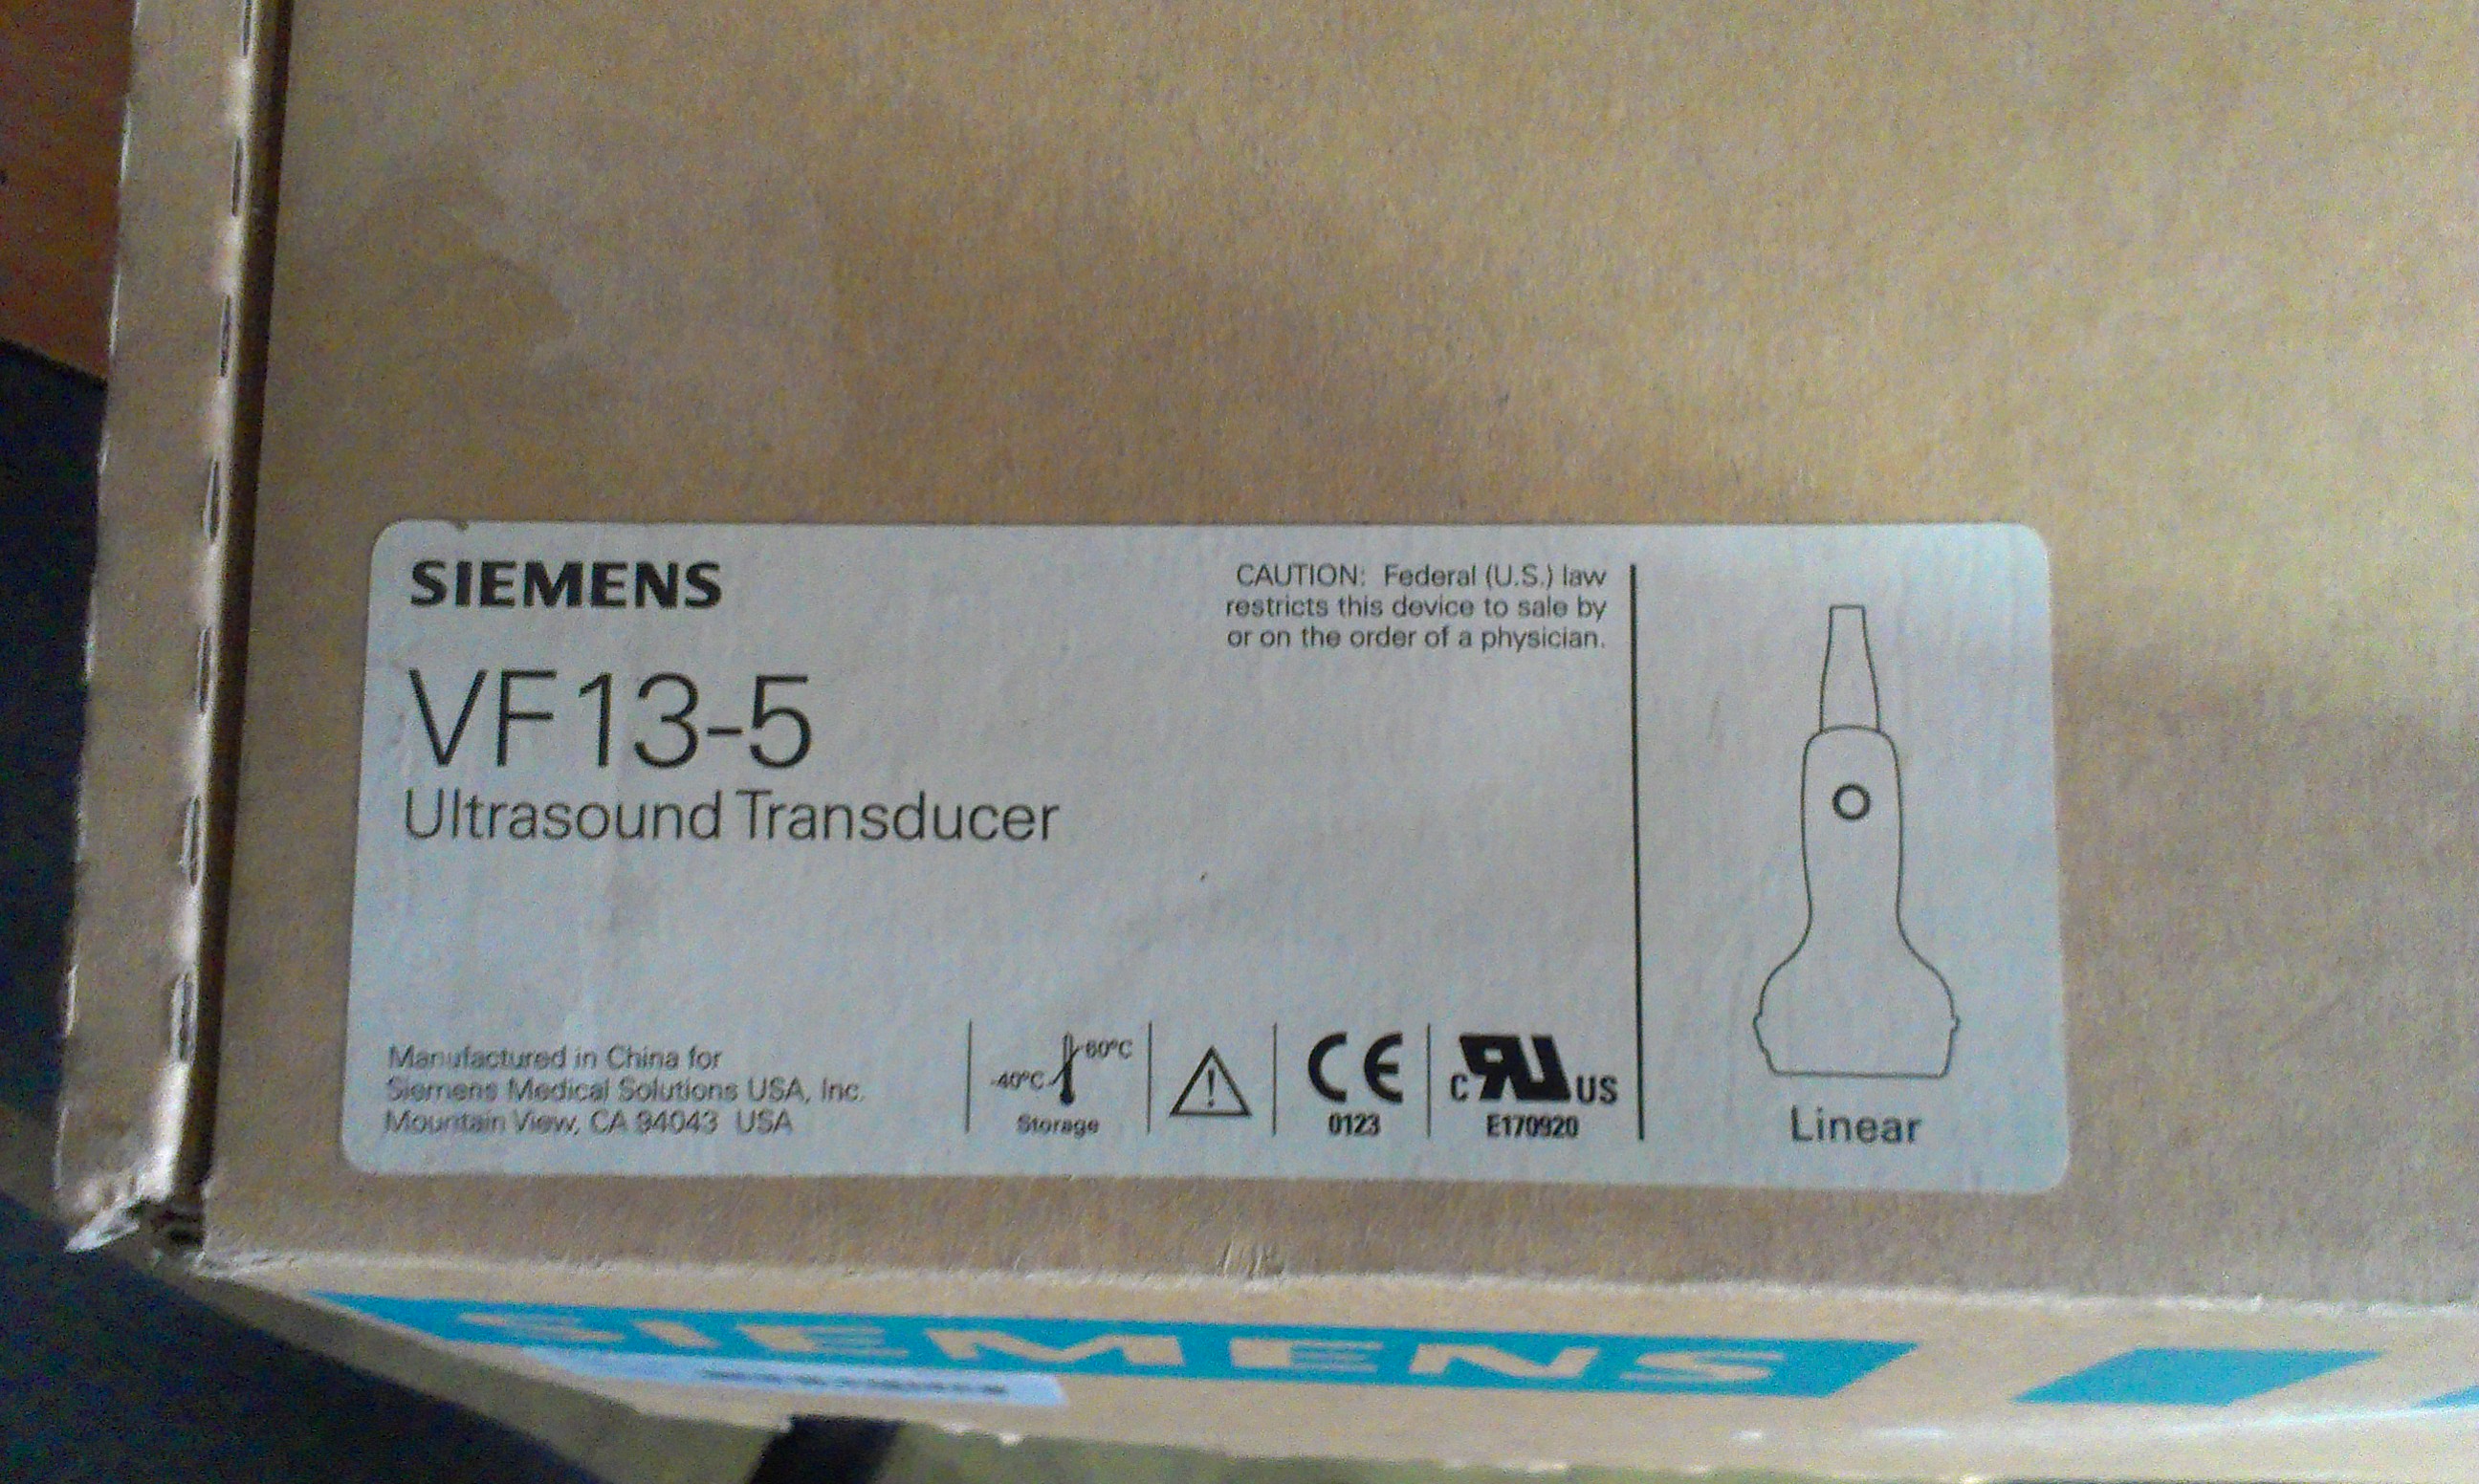 SIEMENS
CAUTION: Federal (U.S.) law
restricts this device to sale by
or on the order of a physician.
VF13-5
Ultrasound Transducer
Manufactured in China for
Siemens Medical Solutions USA, Inc.
Mountain View, CA 94043 USA
-40°C
60°C
Storage
CE
0123
C RU US
E170920
Linear
SIEMENS